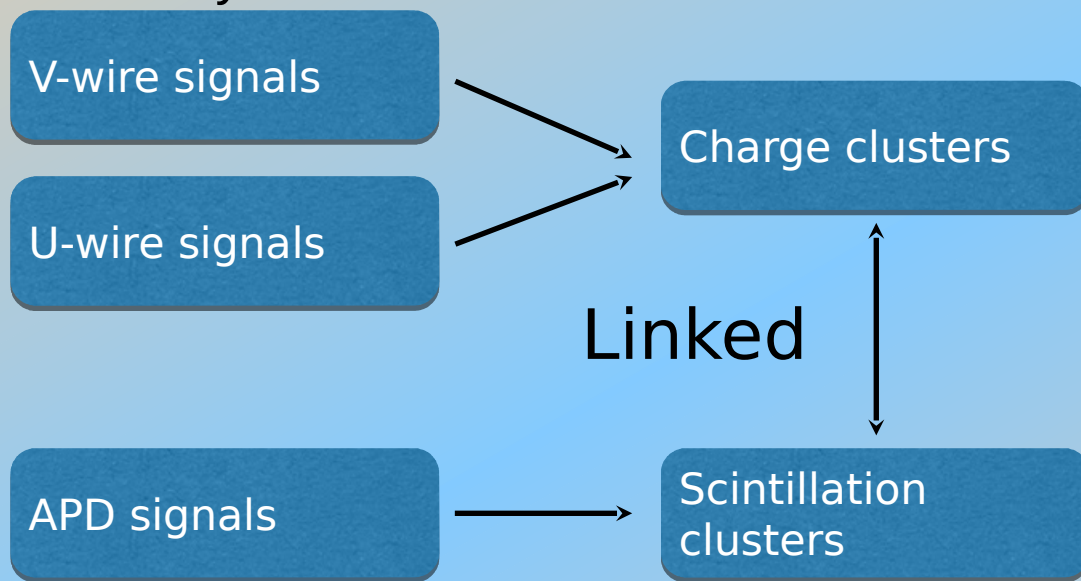 V-wire signals
Charge clusters
U-wire signals
Linked
APD signals
Scintillation
clusters